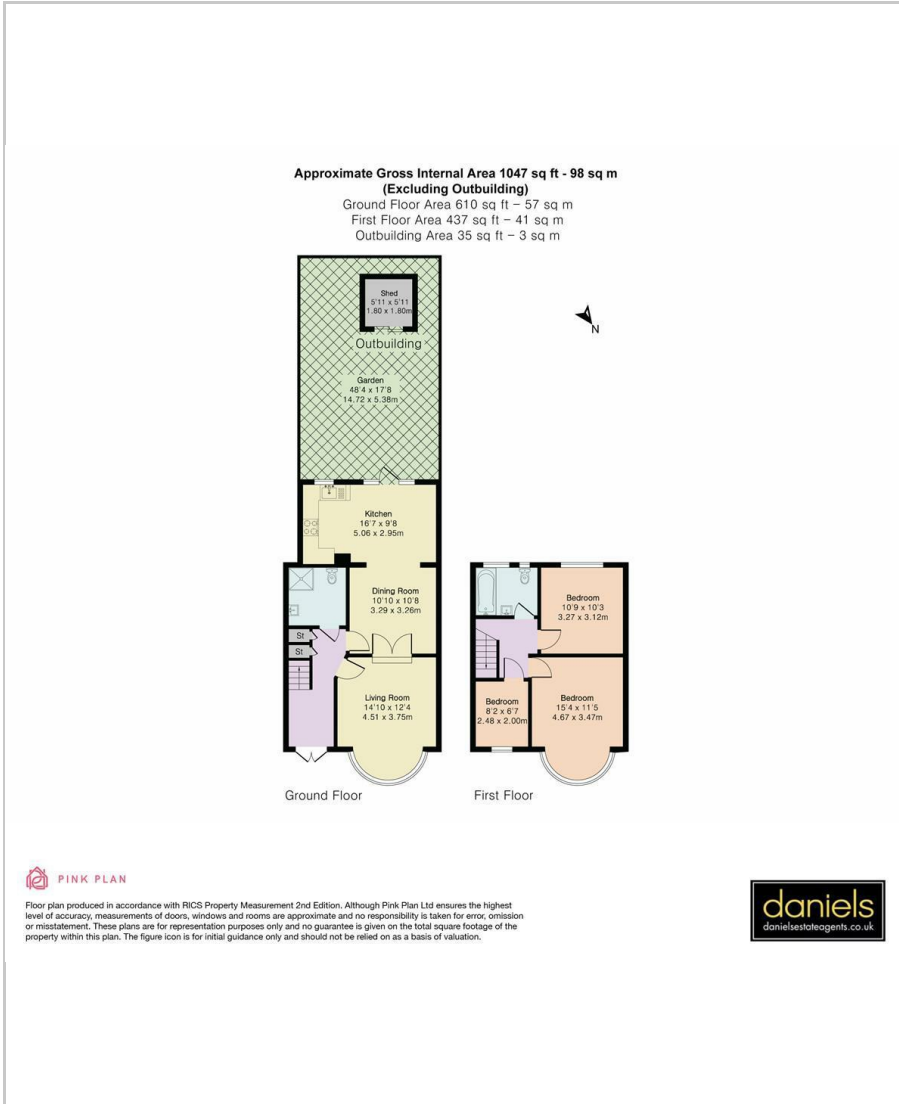 Approximate Gross Internal Area 1047 sq ft - 98 sq m
(Excluding Outbuilding)
Ground Floor Area 610 sq ft – 57 sq m
First Floor Area 437 sq ft – 41 sq m
Outbuilding Area 35 sq ft – 3 sq m
Shed
5'11 x 5'11
1.80 x 1.80m
Outbuilding
N
Garden
48'4 x 17'8
14.72 x 5.38m
Kitchen
16'7 x 9'8
5.06 x 2.95m
Dining Room
10'10 x 10'8
3.29 x 3.26m
St
St
Living Room
14'10 x 12'4
4.51 x 3.75m
Ground Floor
Bedroom
10'9 x 10'3
3.27 x 3.12m
Bedroom
8'2 x 6'7
2.48 x 2.00m
Bedroom
15'4 x 11'5
4.67 x 3.47m
First Floor
PINK PLAN
Floor plan produced in accordance with RICS Property Measurement 2nd Edition. Although Pink Plan Ltd ensures the highest
level of accuracy, measurements of doors, windows and rooms are approximate and no responsibility is taken for error, omission
or misstatement. These plans are for representation purposes only and no guarantee is given on the total square footage of the
property within this plan. The figure icon is for initial guidance only and should not be relied on as a basis of valuation.
daniels
danielsestateagents.co.uk